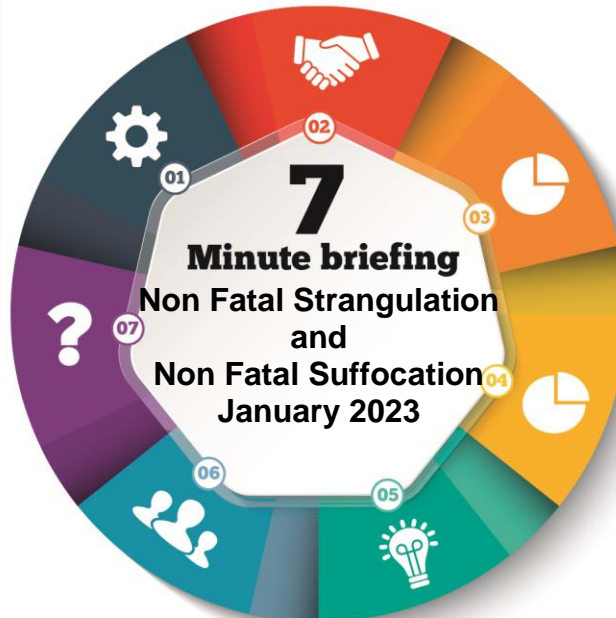 02
01
7
03
Minute briefing
Non Fatal Strangulation
and
07
Non Fatal Suffocation
04
January 2023
06
05
?